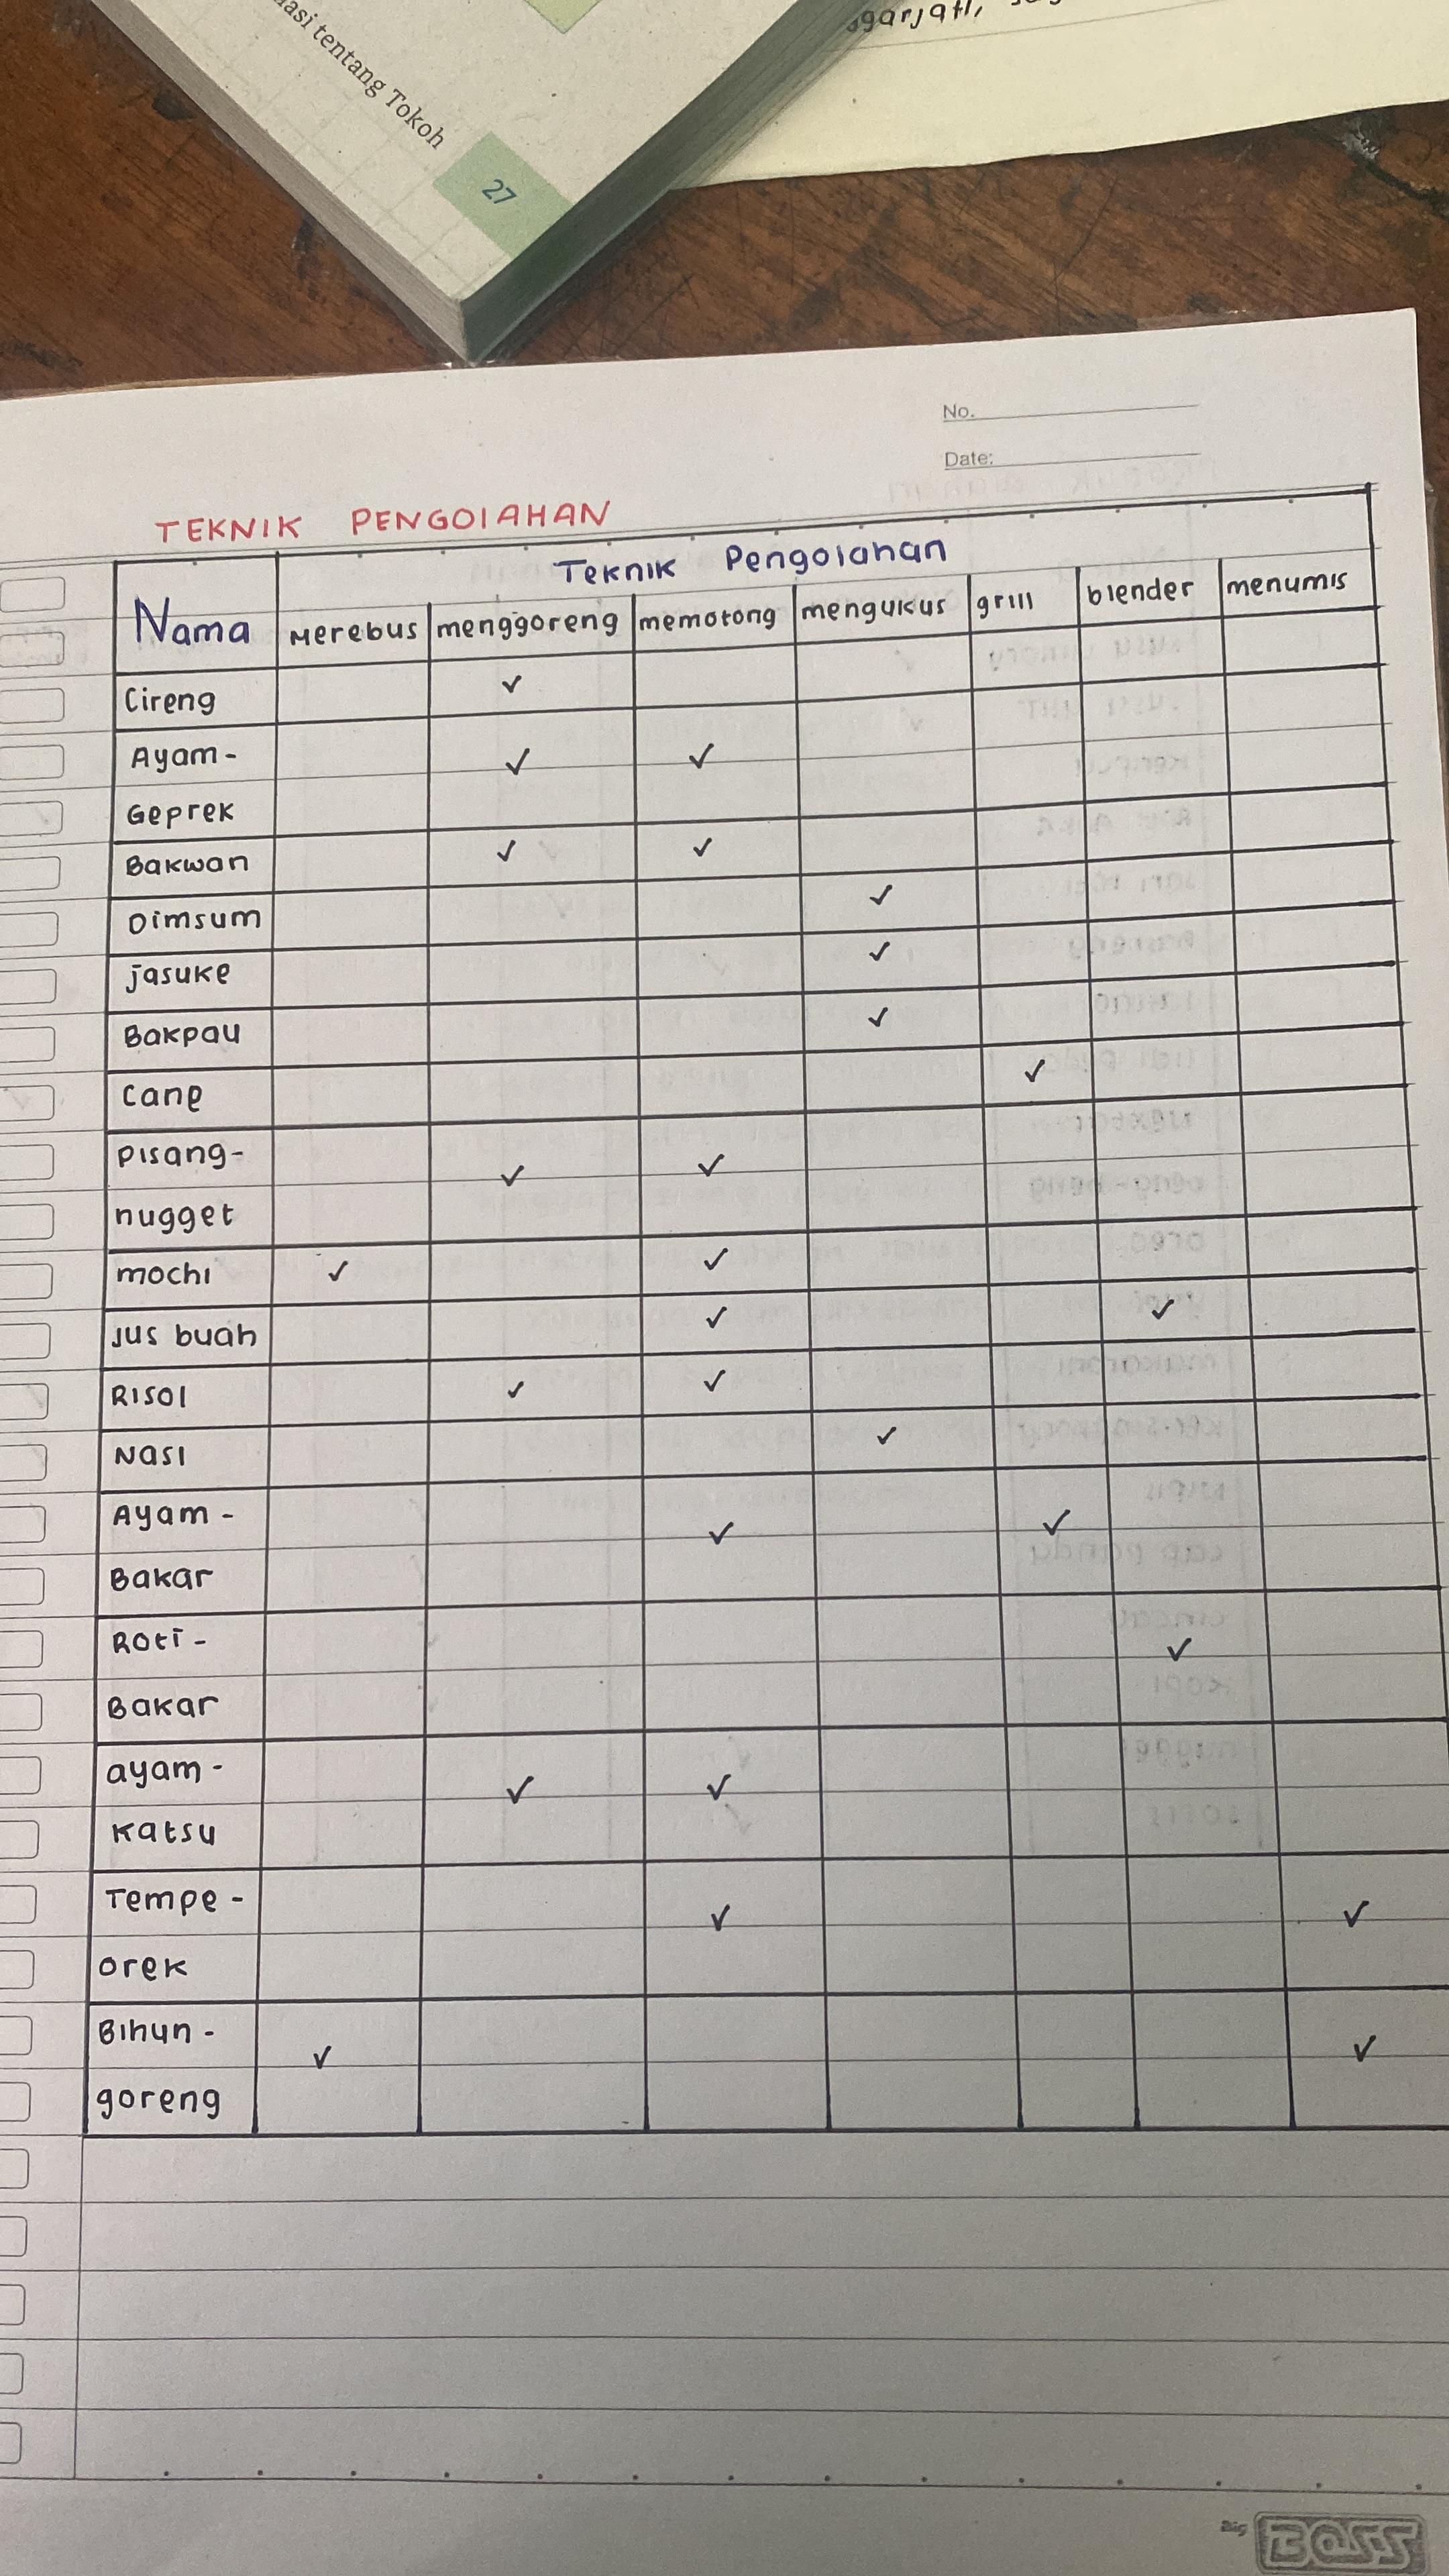 asi tentang Tokoh
27
No.
Date:
TEKNIK PENGOLAHAN
Teknik Pengolahan
Nama Merebus menggoreng memotong mengukus grill blender menumis
Cireng ✓
Ayam- ✓ ✓
Geprek
Bakwan ✓ ✓
Dimsum ✓
jasuke ✓
Bakpau ✓
Cane ✓
Pisang- ✓ ✓
nugget
mochi ✓ ✓
Jus buah ✓ ✓
Risol ✓ ✓
Nasi ✓
Ayam - ✓ ✓
Bakar
Roti - ✓
Bakar
ayam - ✓ ✓
Katsu
Tempe - ✓ ✓
orek
Bihun - ✓ ✓
goreng
Big BOSS